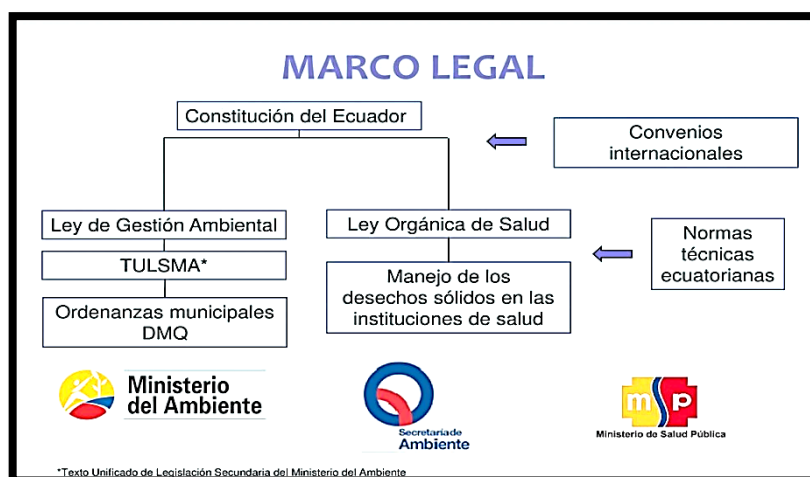 MARCO LEGAL
Constitución del Ecuador
Convenios
internacionales
Ley de Gestión Ambiental
Ley Orgánica de Salud
Normas
técnicas
ecuatorianas
TULSMA*
Manejo de los
desechos sólidos en las
instituciones de salud
Ordenanzas municipales
DMQ
Ministerio
del Ambiente
Secretaría de
Ambiente
msp
Ministerio de Salud Pública
*Texto Unificado de Legislación Secundaria del Ministerio del Ambiente